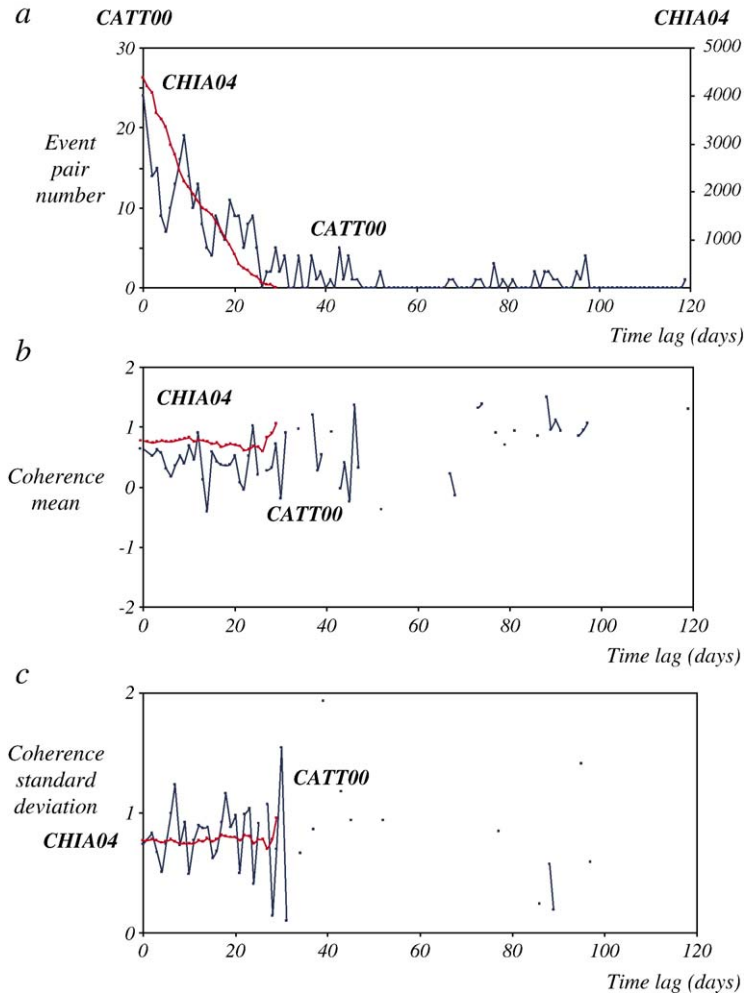 a
CATT00
CHIA04
30
5000
CHIA04
4000
20
Event
pair
number
3000
2000
10
CATT00
1000
0
0
20
40
60
80
100
120
Time lag (days)
b
2
CHIA04
1
Coherence
mean
0
CATT00
-1
-2
0
20
40
60
80
100
120
Time lag (days)
c
2
Coherence
standard
deviation
CATT00
1
CHIA04
0
0
20
40
60
80
100
120
Time lag (days)